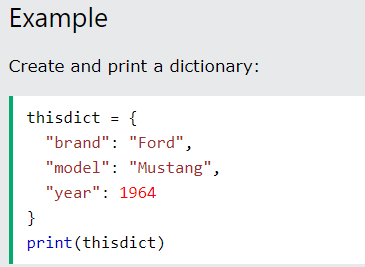 Example
Create and print a dictionary:
thisdict = {
  "brand": "Ford",
  "model": "Mustang",
  "year": 1964
}
print(thisdict)